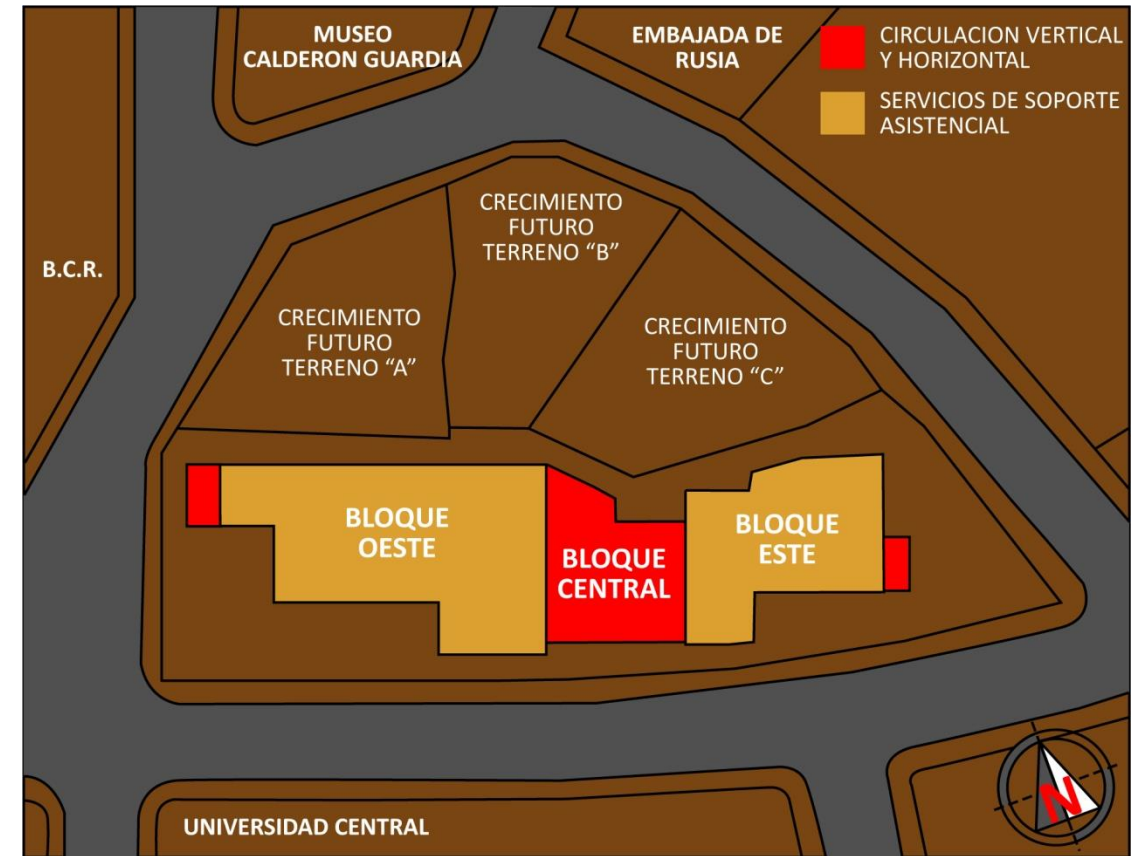 MUSEO
CALDERON GUARDIA
EMBAJADA DE
RUSIA
CIRCULACION VERTICAL
Y HORIZONTAL
SERVICIOS DE SOPORTE
ASISTENCIAL
B.C.R.
CRECIMIENTO
FUTURO
TERRENO “B”
CRECIMIENTO
FUTURO
TERRENO “A”
CRECIMIENTO
FUTURO
TERRENO “C”
BLOQUE
OESTE
BLOQUE
CENTRAL
BLOQUE
ESTE
UNIVERSIDAD CENTRAL
N